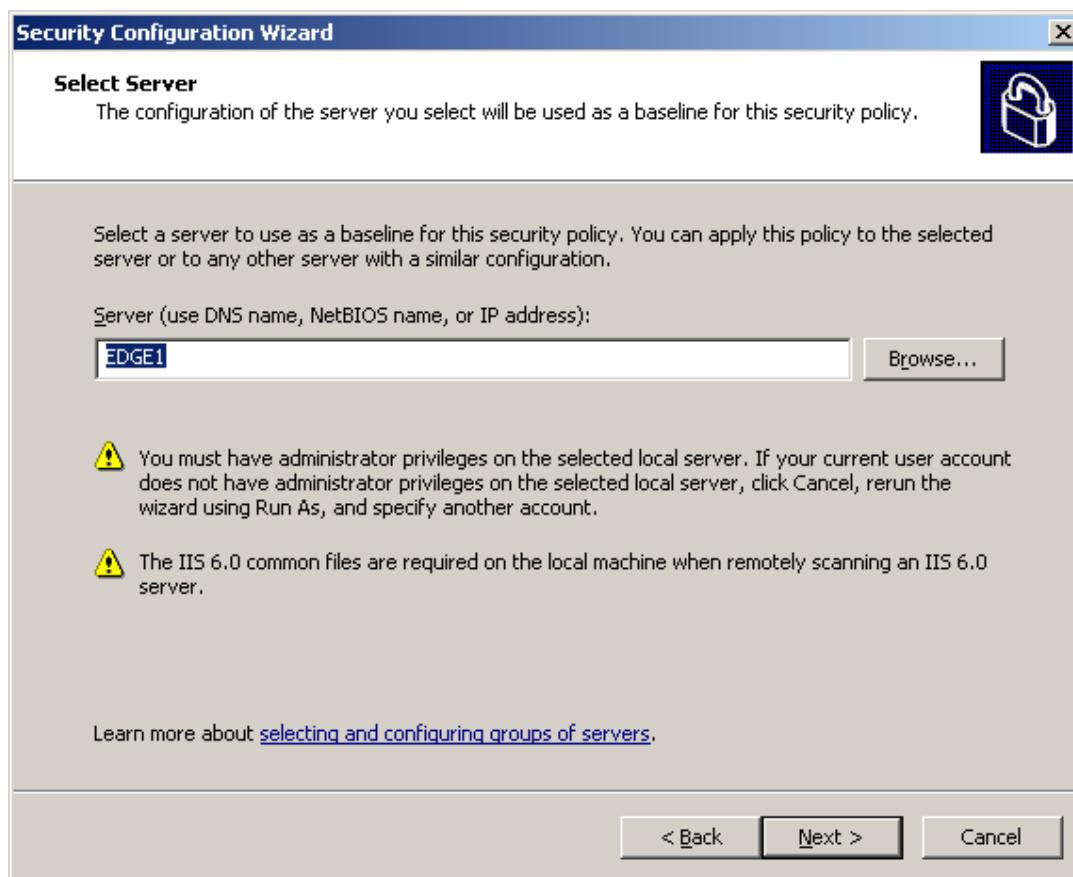 Security Configuration Wizard
Select Server
The configuration of the server you select will be used as a baseline for this security policy.
Select a server to use as a baseline for this security policy. You can apply this policy to the selected
server or to any other server with a similar configuration.
Server (use DNS name, NetBIOS name, or IP address):
EDGE1
Browse...
You must have administrator privileges on the selected local server. If your current user account
does not have administrator privileges on the selected local server, click Cancel, rerun the
wizard using Run As, and specify another account.
The IIS 6.0 common files are required on the local machine when remotely scanning an IIS 6.0
server.
Learn more about selecting and configuring groups of servers.
< Back
Next >
Cancel